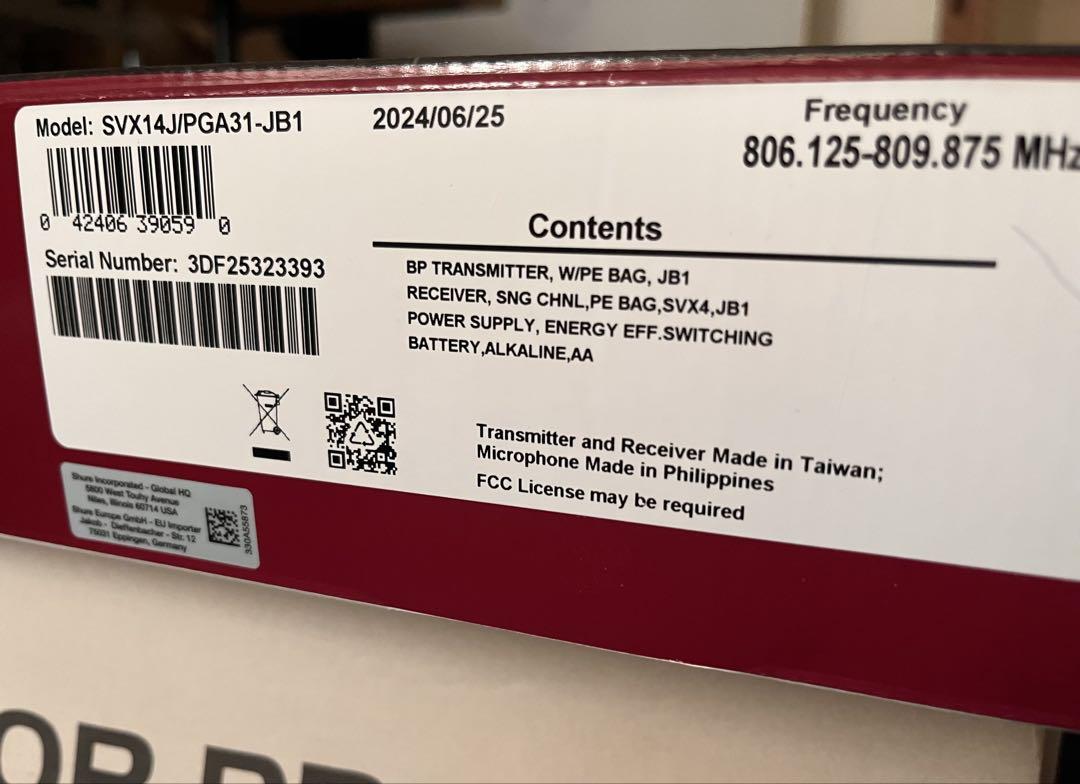 Model: SVX14J/PGA31-JB1
2024/06/25
Frequency
806.125-809.875 MHz
0 42406 39059 0
Serial Number: 3DF25323393
Contents
BP TRANSMITTER, W/PE BAG, JB1
RECEIVER, SNG CHNL,PE BAG,SVX4,JB1
POWER SUPPLY, ENERGY EFF.SWITCHING
BATTERY,ALKALINE,AA
Transmitter and Receiver Made in Taiwan;
Microphone Made in Philippines
FCC License may be required
Shure Incorporated - Global HQ
5800 West Touhy Avenue
Niles, Illinois 60714 USA
Shure Europe GmbH - EU Importer
Jakob - Dieffenbacher - Str. 12
75031 Eppingen, Germany
330A55873